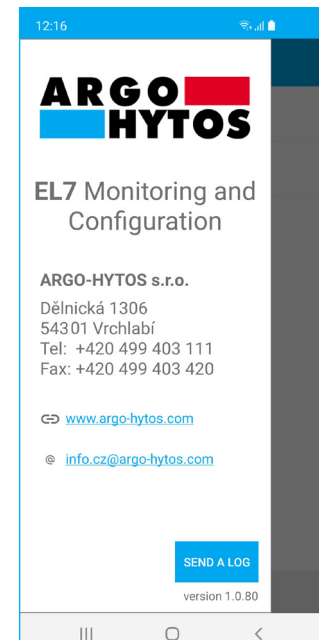 12:16
ARGO
HYTOS
EL7 Monitoring and
Configuration
ARGO-HYTOS s.r.o.
Dělnická 1306
54301 Vrchlabí
Tel: +420 499 403 111
Fax: +420 499 403 420
www.argo-hytos.com
@ info.cz@argo-hytos.com
SEND A LOG
version 1.0.80